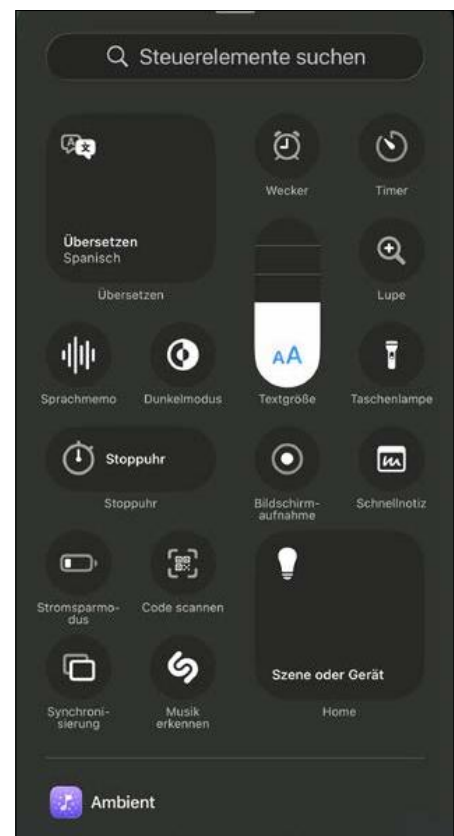 Steuerelemente suchen
Wecker
Timer
Übersetzen
Spanisch
Übersetzen
Lupe
AA
Sprachmemo
Dunkelmodus
Textgröße
Taschenlampe
Stoppuhr
Stoppuhr
Bildschirm-
aufnahme
Schnellnotiz
Stromsparmo-
dus
Code scannen
Szene oder Gerät
Synchroni-
sierung
Musik
erkennen
Home
Ambient